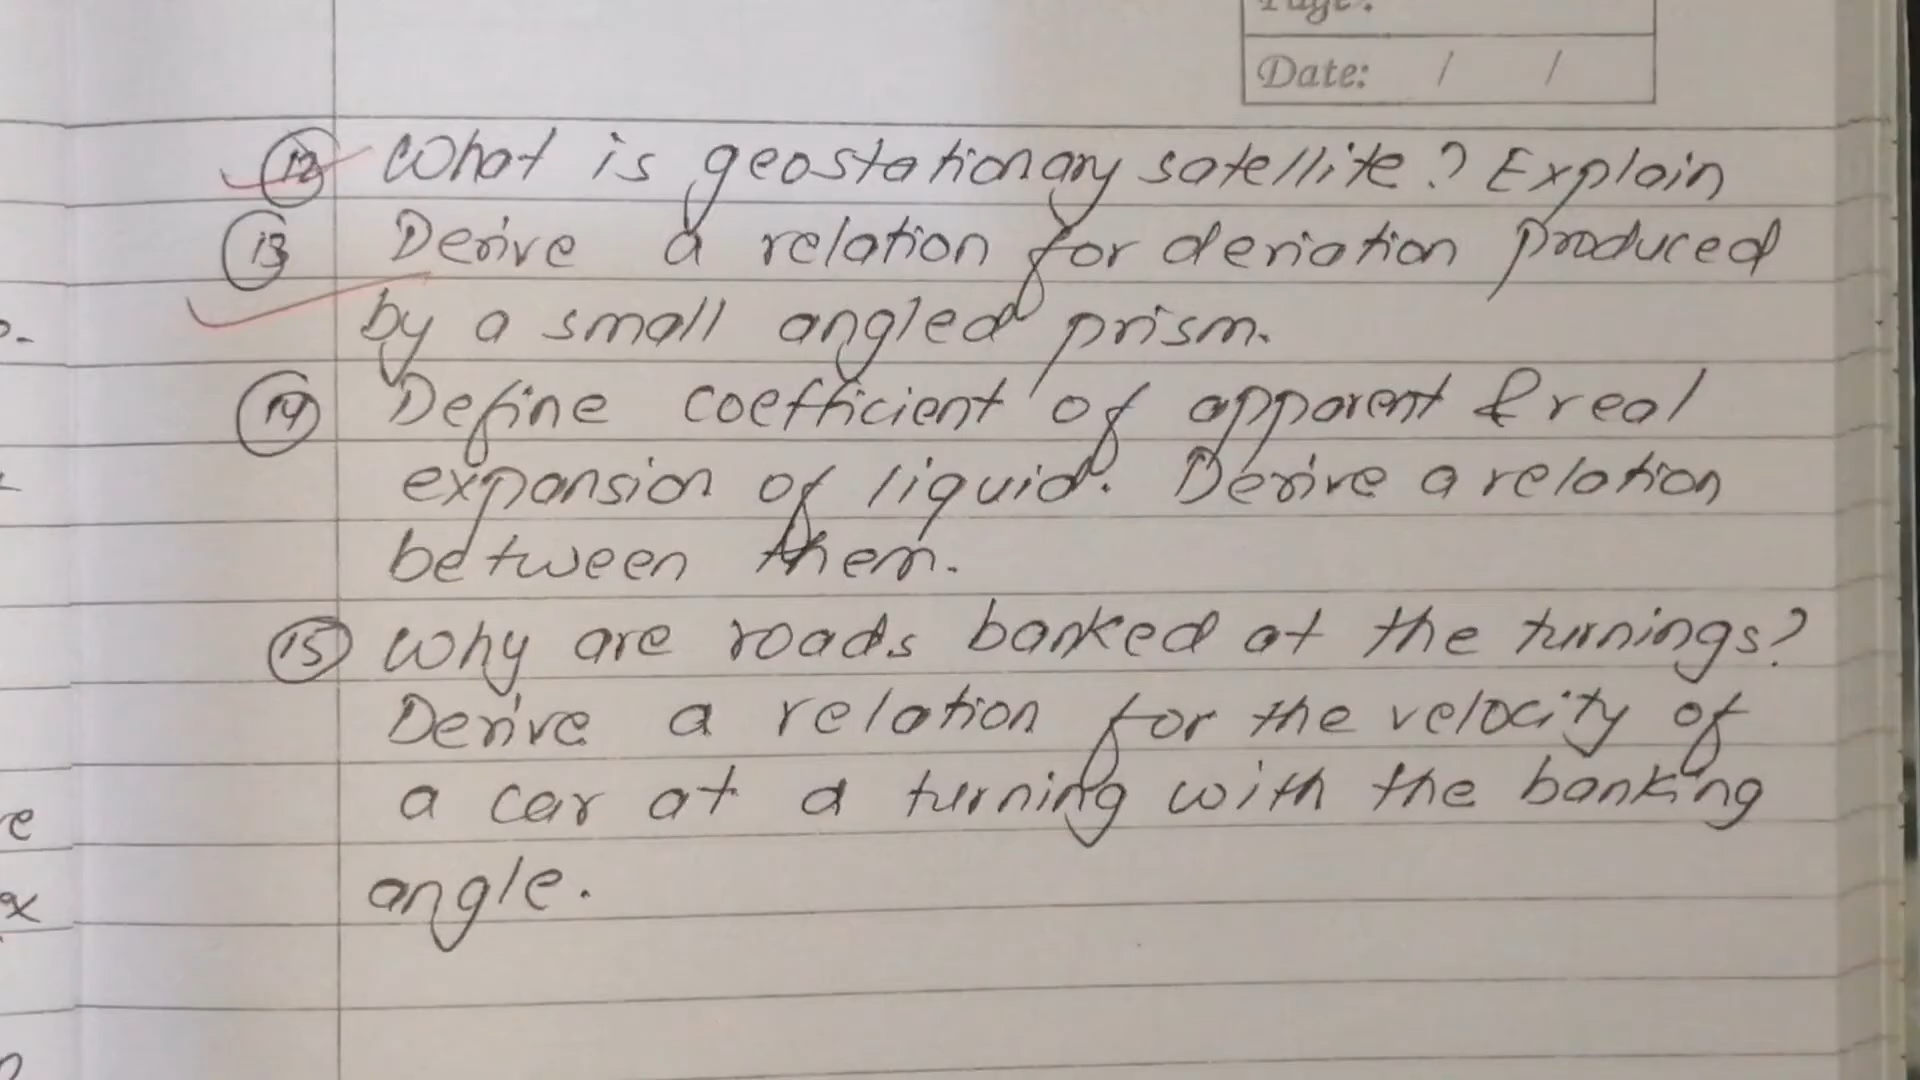 Page:
Date: / /
12 What is geostationary satellite? Explain
13 Derive a relation for deviation produced
by a small angled prism.
14 Define coefficient of apparent & real
expansion of liquid. Derive a relation
between them.
15 Why are roads banked at the turnings?
Derive a relation for the velocity of
a car at a turning with the banking
angle.